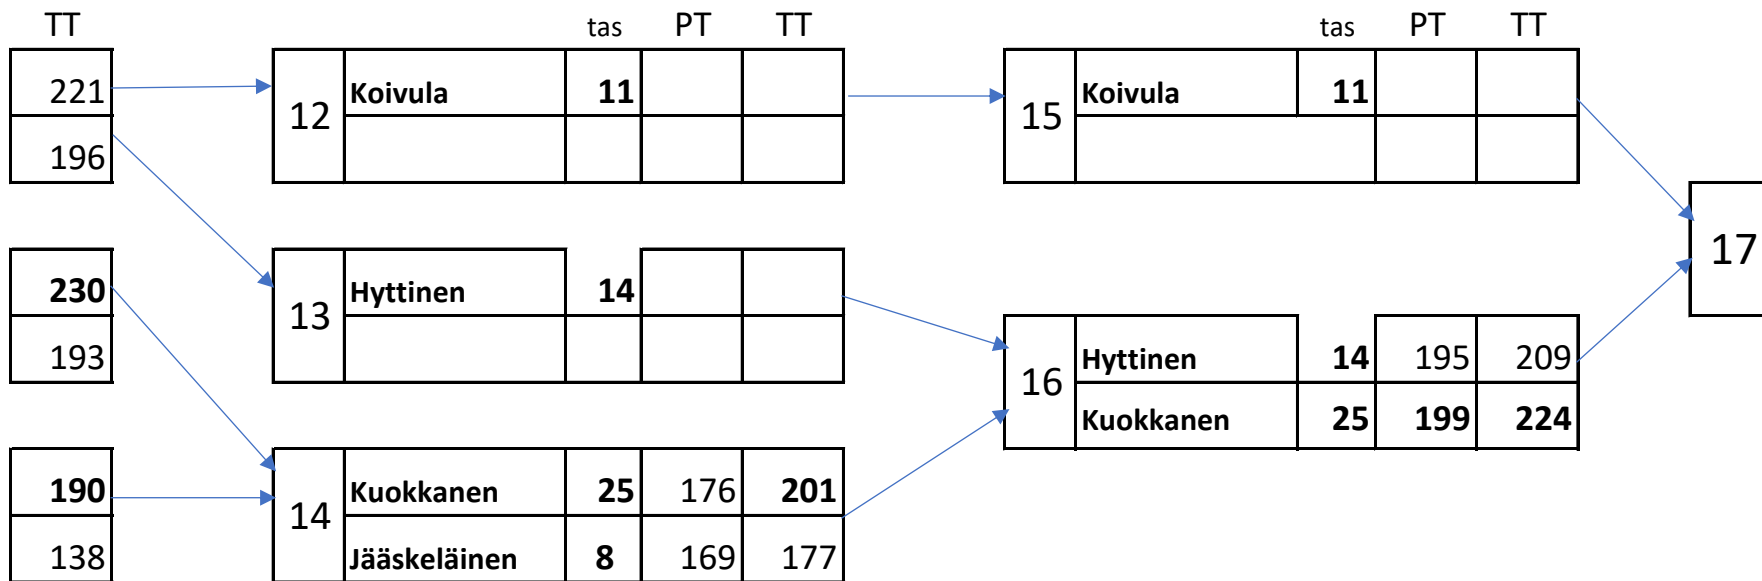 TT tas PT TT tas PT TT
221 12 Koivula 11 15 Koivula 11
196
17
230 13 Hyttinen 14
193 16 Hyttinen 14 195 209
Kuokkanen 25 199 224
190 14 Kuokkanen 25 176 201
138 Jääskeläinen 8 169 177